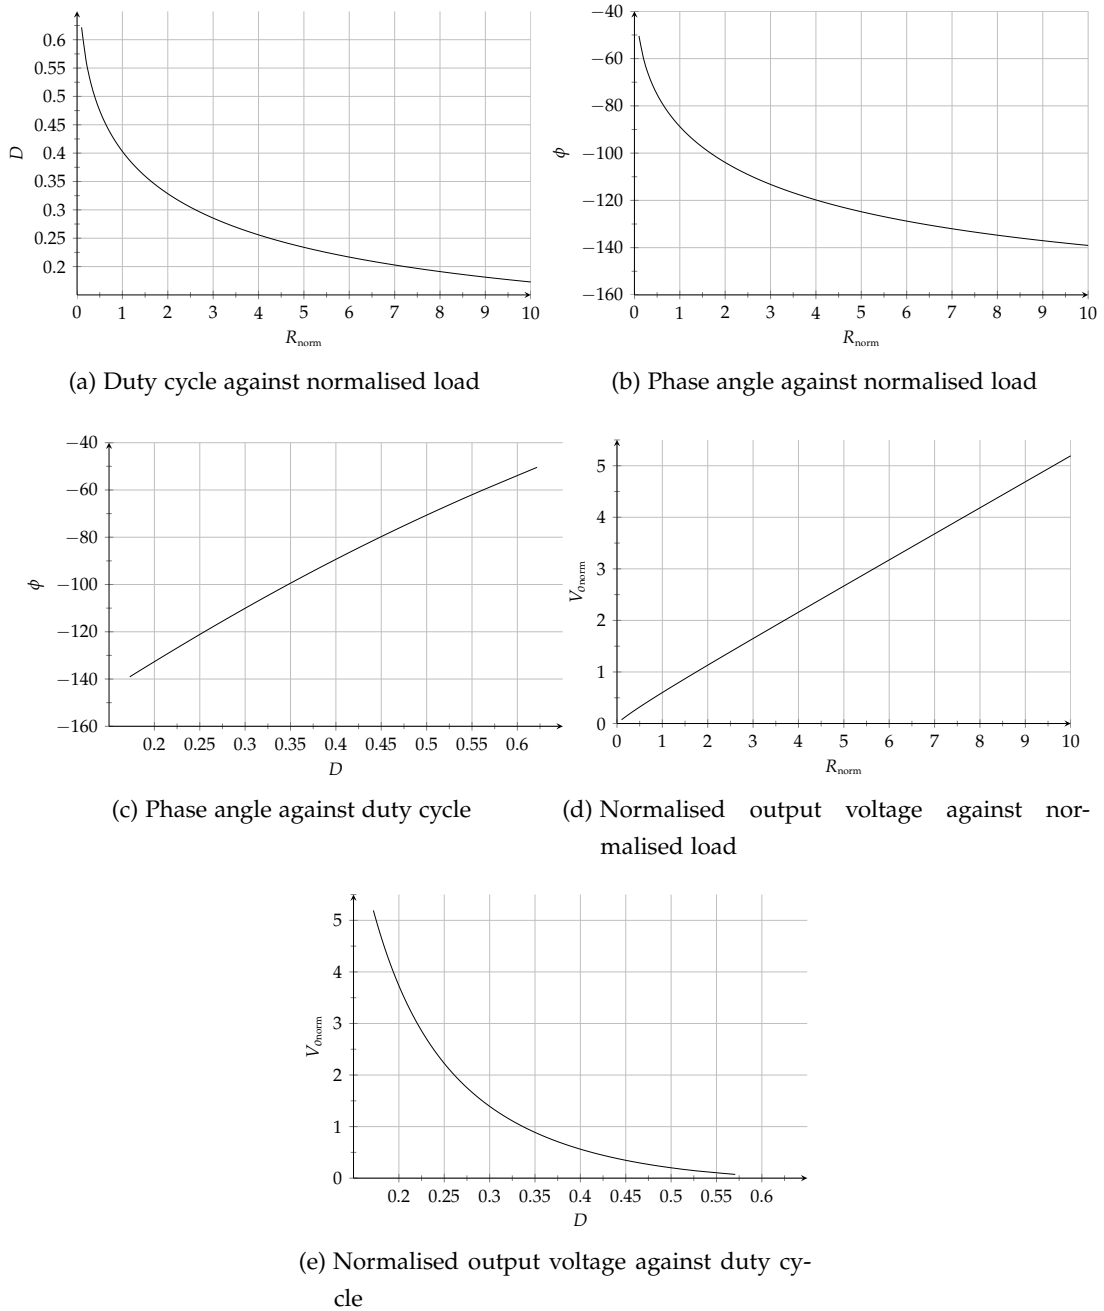 0.6
0.55
0.5
0.45
0.4
0.35
0.3
0.25
0.2
D
0 1 2 3 4 5 6 7 8 9 10
R_norm
(a) Duty cycle against normalised load
−40
−60
−80
−100
−120
−140
−160
ϕ
0 1 2 3 4 5 6 7 8 9 10
R_norm
(b) Phase angle against normalised load
−40
−60
−80
−100
−120
−140
−160
ϕ
0.2 0.25 0.3 0.35 0.4 0.45 0.5 0.55 0.6
D
(c) Phase angle against duty cycle
5
4
3
2
1
0
V_o_norm
0 1 2 3 4 5 6 7 8 9 10
R_norm
(d) Normalised output voltage against nor-
malised load
5
4
3
2
1
0
V_o_norm
0.2 0.25 0.3 0.35 0.4 0.45 0.5 0.55 0.6
D
(e) Normalised output voltage against duty cy-
cle